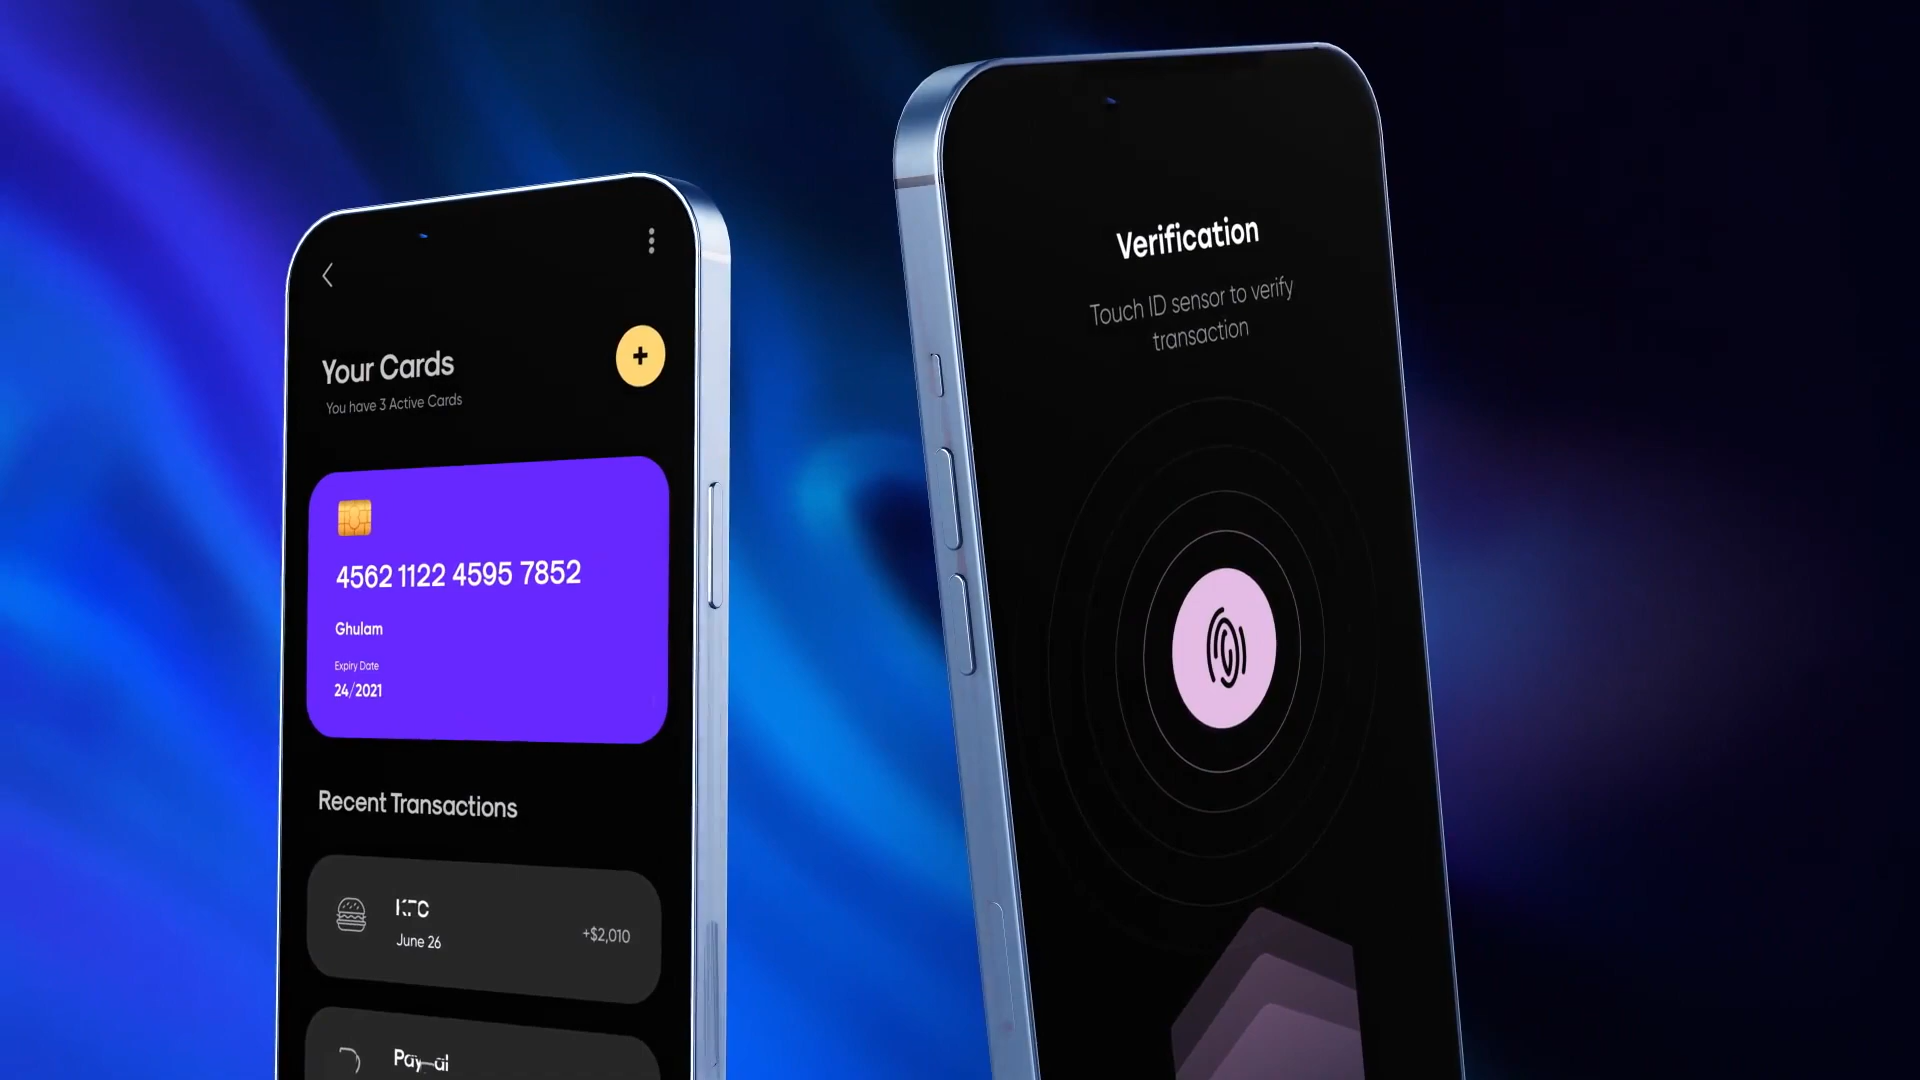 Your Cards
You have 3 Active Cards
4562 1122 4595 7852
Ghulam
Expiry Date
24/2021
Recent Transactions
June 26
+$2,010
Verification
Touch ID sensor to verify
transaction